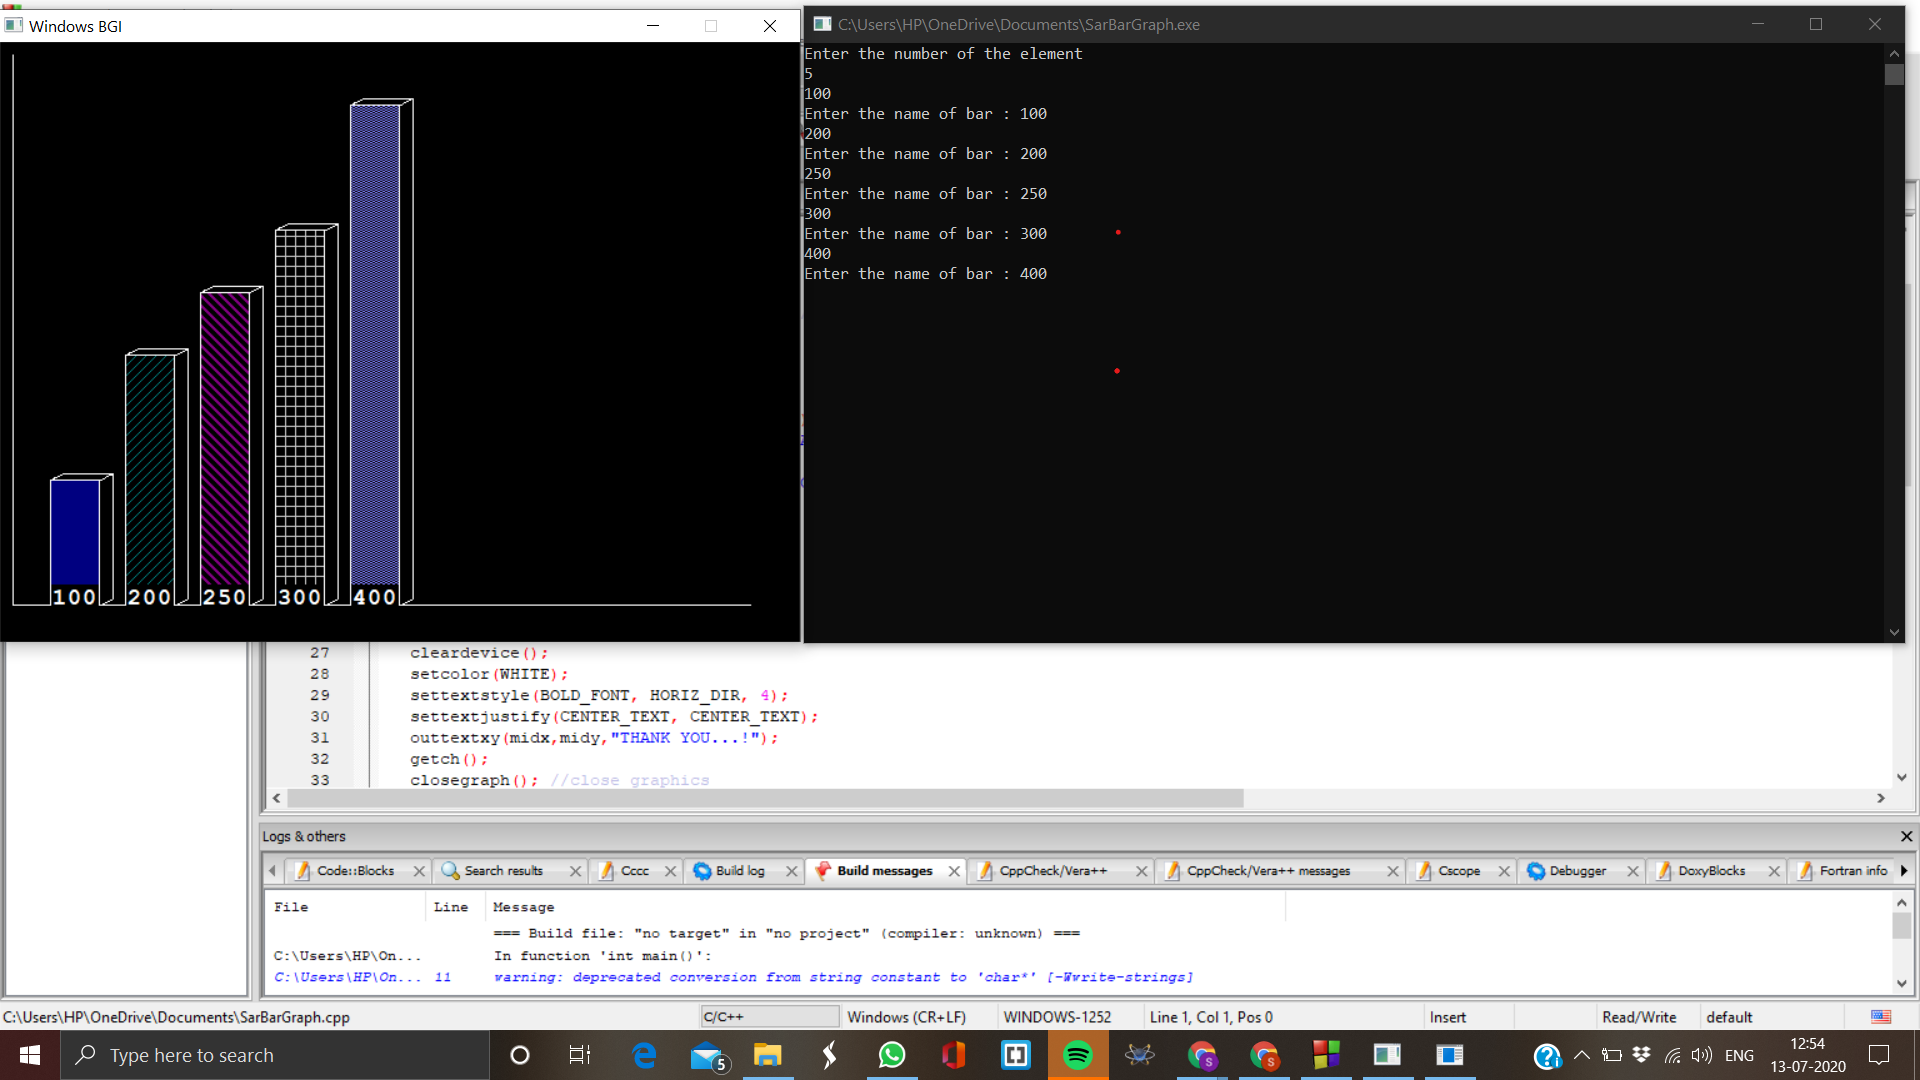 Windows BGI
100 200 250 300 400
C:\Users\HP\OneDrive\Documents\SarBarGraph.exe
Enter the number of the element
5
100
Enter the name of bar : 100
200
Enter the name of bar : 200
250
Enter the name of bar : 250
300
Enter the name of bar : 300
400
Enter the name of bar : 400
27 cleardevice();
28 setcolor(WHITE);
29 settextstyle(BOLD_FONT, HORIZ_DIR, 4);
30 settextjustify(CENTER_TEXT, CENTER_TEXT);
31 outtextxy(midx,midy,"THANK YOU...!");
32 getch();
33 closegraph(); //close graphics
Logs & others
Code::Blocks Search results Cccc Build log Build messages CppCheck/Vera++ CppCheck/Vera++ messages Cscope Debugger DoxyBlocks Fortran info
File Line Message
=== Build file: "no target" in "no project" (compiler: unknown) ===
C:\Users\HP\On... In function 'int main()':
C:\Users\HP\On... 11 warning: deprecated conversion from string constant to 'char*' [-Wwrite-strings]
C:\Users\HP\OneDrive\Documents\SarBarGraph.cpp C/C++ Windows (CR+LF) WINDOWS-1252 Line 1, Col 1, Pos 0 Insert Read/Write default
Type here to search 5 S S ENG 12:54
13-07-2020